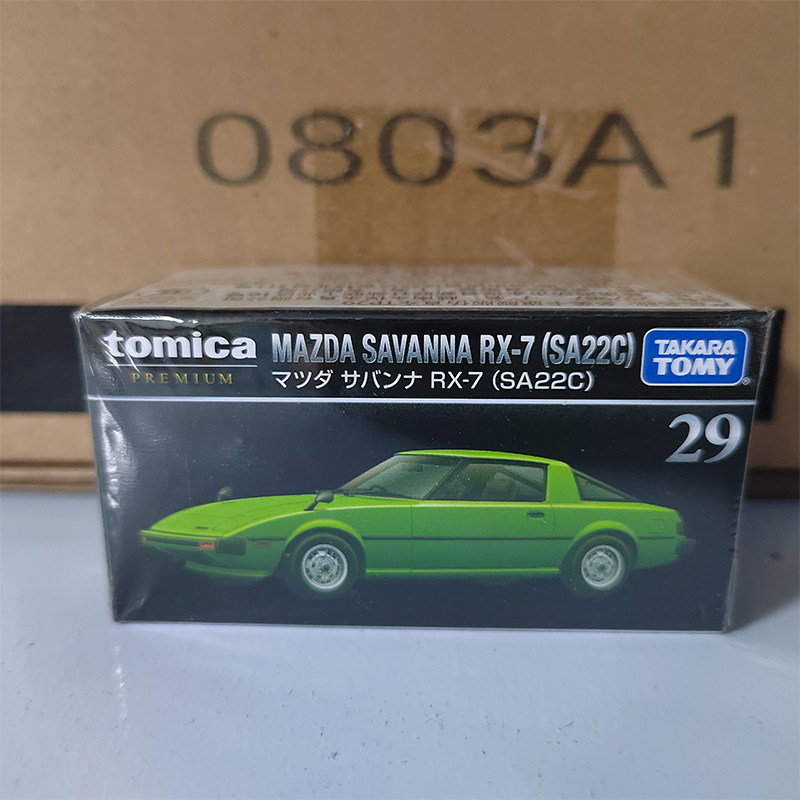 0803A1
tomica
PREMIUM
MAZDA SAVANNA RX-7 (SA22C)
マツダ サバンナ RX-7 (SA22C)
TAKARA
TOMY
29